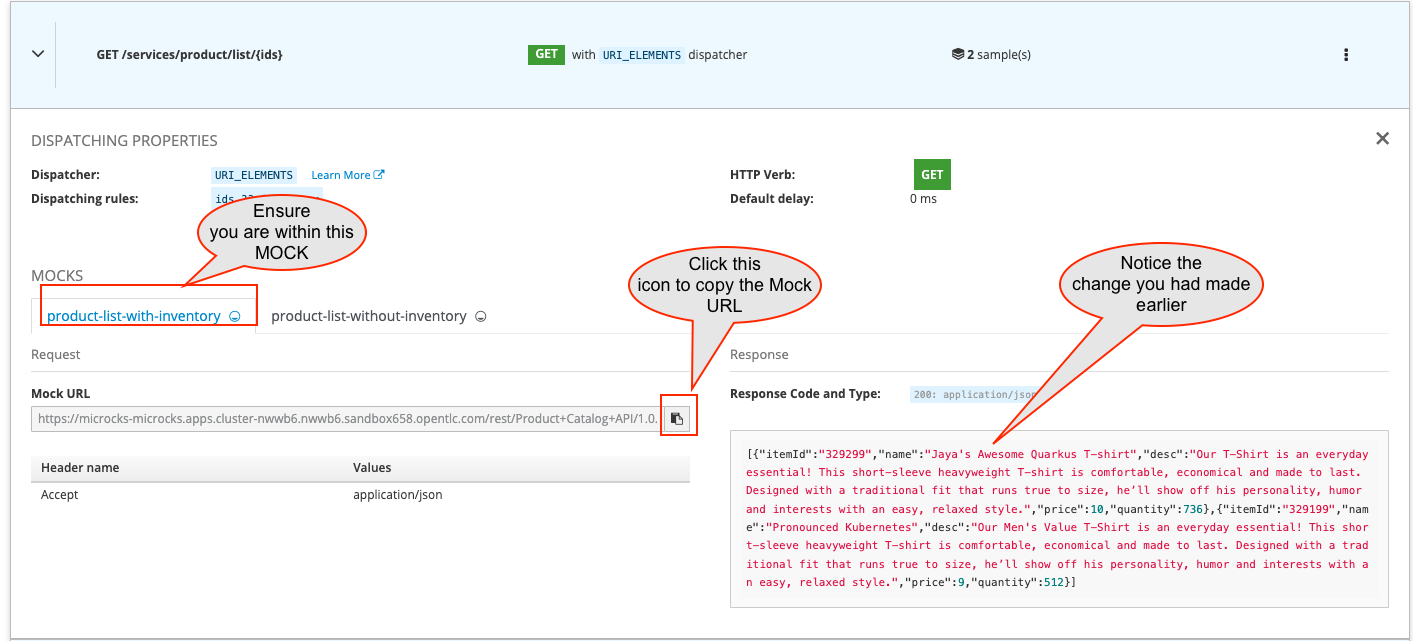 GET /services/product/list/{ids}
GET with URI_ELEMENTS dispatcher
2 sample(s)
DISPATCHING PROPERTIES
Dispatcher:
URI_ELEMENTS
Learn More
HTTP Verb:
GET
Dispatching rules:
ids
Default delay:
0 ms
Ensure
you are within this
MOCK
Click this
icon to copy the Mock
URL
Notice the
change you had made
earlier
MOCKS
product-list-with-inventory
product-list-without-inventory
Request
Response
Mock URL
Response Code and Type:
200: application/json
https://microcks-microcks.apps.cluster-nwwb6.nwwb6.sandbox658.opentlc.com/rest/Product+Catalog+API/1.0.
Header name
Values
Accept
application/json
[{"itemId":"329299","name":"Jaya's Awesome Quarkus T-shirt","desc":"Our T-Shirt is an everyday
essential! This short-sleeve heavyweight T-shirt is comfortable, economical and made to last.
Designed with a traditional fit that runs true to size, he’ll show off his personality, humor
and interests with an easy, relaxed style.","price":10,"quantity":736},{"itemId":"329199","nam
e":"Pronounced Kubernetes","desc":"Our Men's Value T-Shirt is an everyday essential! This shor
t-sleeve heavyweight T-shirt is comfortable, economical and made to last. Designed with a trad
itional fit that runs true to size, he’ll show off his personality, humor and interests with a
n easy, relaxed style.","price":9,"quantity":512}]